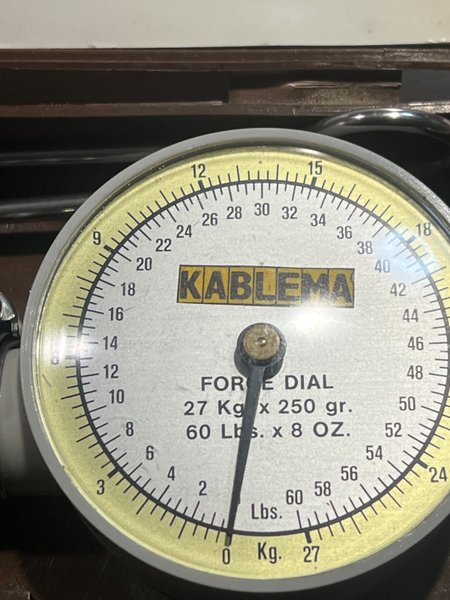 12 15
9 18
6
3 24
0 Kg. 27
24 26 28 30 32 34 36
22 38
20 40
18 42
16 44
14 46
12 48
10 50
8 52
6 54
4 56
2 Lbs. 60 58
KABLEMA
FORCE DIAL
27 Kg. x 250 gr.
60 Lbs. x 8 OZ.